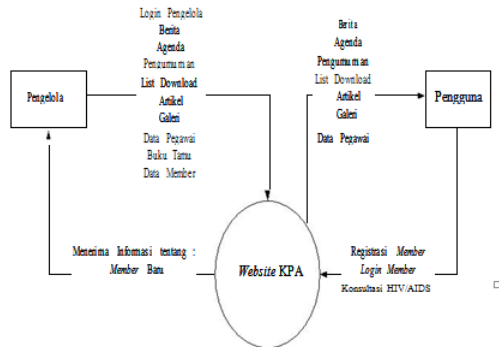 Login Pengelola
Berita
Agenda
Pengumuman
List Download
Artikel
Galeri
Data Pegawai
Buku Tamu
Data Member
Berita
Agenda
Pengumuman
List Download
Artikel
Galeri
Data Pegawai
Pengelola
Pengguna
Menerima Informasi tentang :
Member Baru
Website KPA
Registrasi Member
Login Member
Konsultasi HIV/AIDS